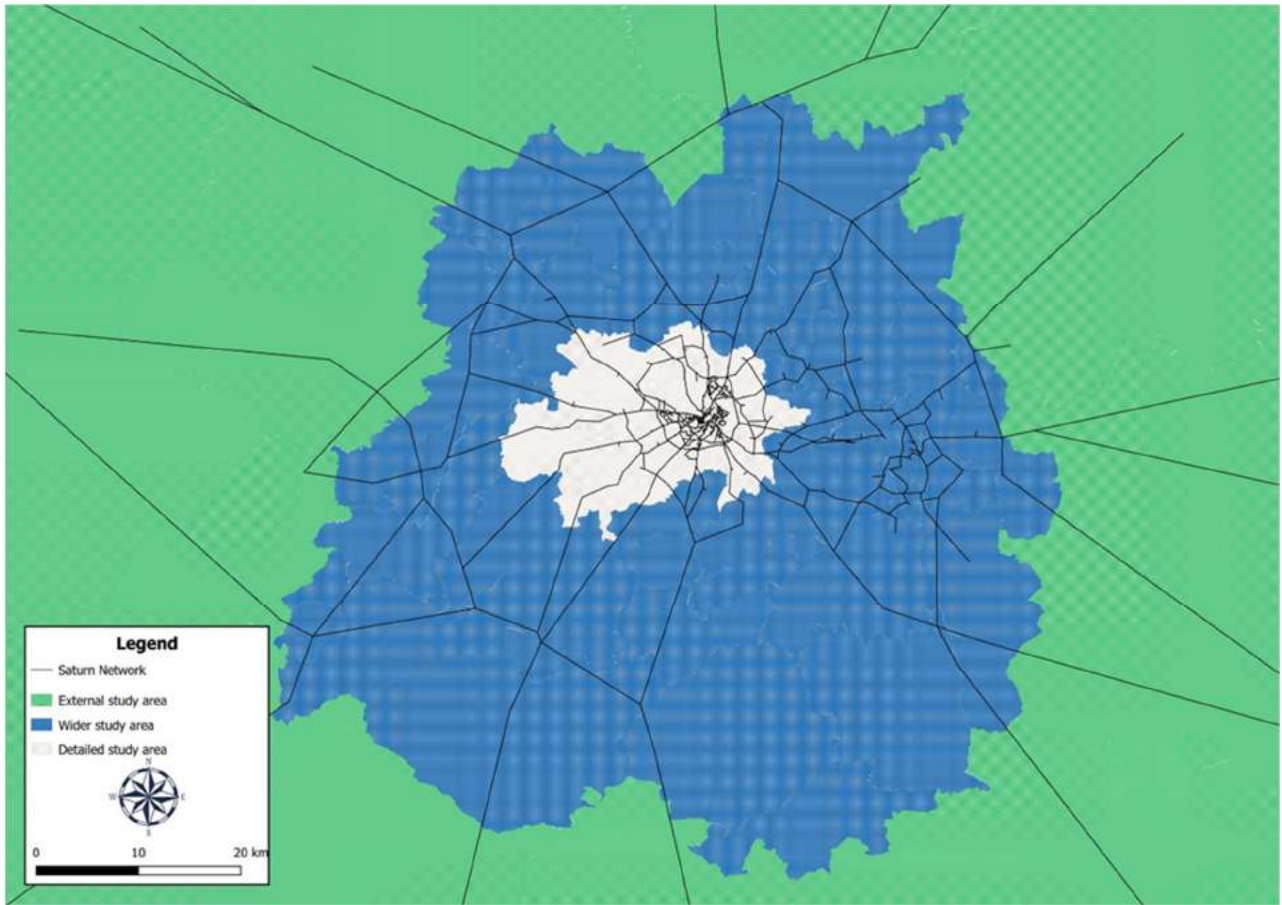 Legend
Saturn Network
External study area
Wider study area
Detailed study area
N
W E
S
0 10 20 km